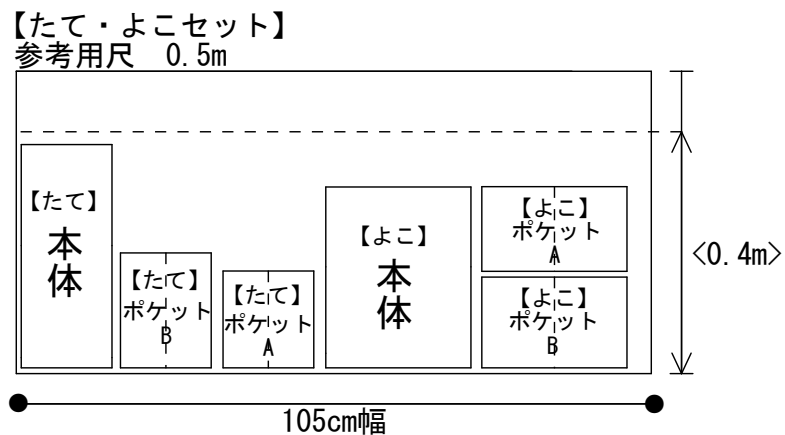 【たて・よこセット】
参考用尺 0.5m
【たて】
本
体
【たて】
ポケット
B
【たて】
ポケット
A
【よこ】
本
体
【よこ】
ポケット
A
【よこ】
ポケット
B
<0.4m>
105cm幅